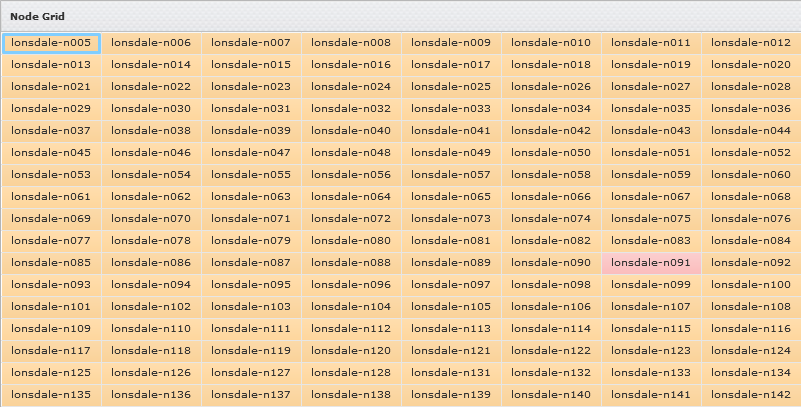 Node Grid
lonsdale-n005 lonsdale-n006 lonsdale-n007 lonsdale-n008 lonsdale-n009 lonsdale-n010 lonsdale-n011 lonsdale-n012
lonsdale-n013 lonsdale-n014 lonsdale-n015 lonsdale-n016 lonsdale-n017 lonsdale-n018 lonsdale-n019 lonsdale-n020
lonsdale-n021 lonsdale-n022 lonsdale-n023 lonsdale-n024 lonsdale-n025 lonsdale-n026 lonsdale-n027 lonsdale-n028
lonsdale-n029 lonsdale-n030 lonsdale-n031 lonsdale-n032 lonsdale-n033 lonsdale-n034 lonsdale-n035 lonsdale-n036
lonsdale-n037 lonsdale-n038 lonsdale-n039 lonsdale-n040 lonsdale-n041 lonsdale-n042 lonsdale-n043 lonsdale-n044
lonsdale-n045 lonsdale-n046 lonsdale-n047 lonsdale-n048 lonsdale-n049 lonsdale-n050 lonsdale-n051 lonsdale-n052
lonsdale-n053 lonsdale-n054 lonsdale-n055 lonsdale-n056 lonsdale-n057 lonsdale-n058 lonsdale-n059 lonsdale-n060
lonsdale-n061 lonsdale-n062 lonsdale-n063 lonsdale-n064 lonsdale-n065 lonsdale-n066 lonsdale-n067 lonsdale-n068
lonsdale-n069 lonsdale-n070 lonsdale-n071 lonsdale-n072 lonsdale-n073 lonsdale-n074 lonsdale-n075 lonsdale-n076
lonsdale-n077 lonsdale-n078 lonsdale-n079 lonsdale-n080 lonsdale-n081 lonsdale-n082 lonsdale-n083 lonsdale-n084
lonsdale-n085 lonsdale-n086 lonsdale-n087 lonsdale-n088 lonsdale-n089 lonsdale-n090 lonsdale-n091 lonsdale-n092
lonsdale-n093 lonsdale-n094 lonsdale-n095 lonsdale-n096 lonsdale-n097 lonsdale-n098 lonsdale-n099 lonsdale-n100
lonsdale-n101 lonsdale-n102 lonsdale-n103 lonsdale-n104 lonsdale-n105 lonsdale-n106 lonsdale-n107 lonsdale-n108
lonsdale-n109 lonsdale-n110 lonsdale-n111 lonsdale-n112 lonsdale-n113 lonsdale-n114 lonsdale-n115 lonsdale-n116
lonsdale-n117 lonsdale-n118 lonsdale-n119 lonsdale-n120 lonsdale-n121 lonsdale-n122 lonsdale-n123 lonsdale-n124
lonsdale-n125 lonsdale-n126 lonsdale-n127 lonsdale-n128 lonsdale-n131 lonsdale-n132 lonsdale-n133 lonsdale-n134
lonsdale-n135 lonsdale-n136 lonsdale-n137 lonsdale-n138 lonsdale-n139 lonsdale-n140 lonsdale-n141 lonsdale-n142